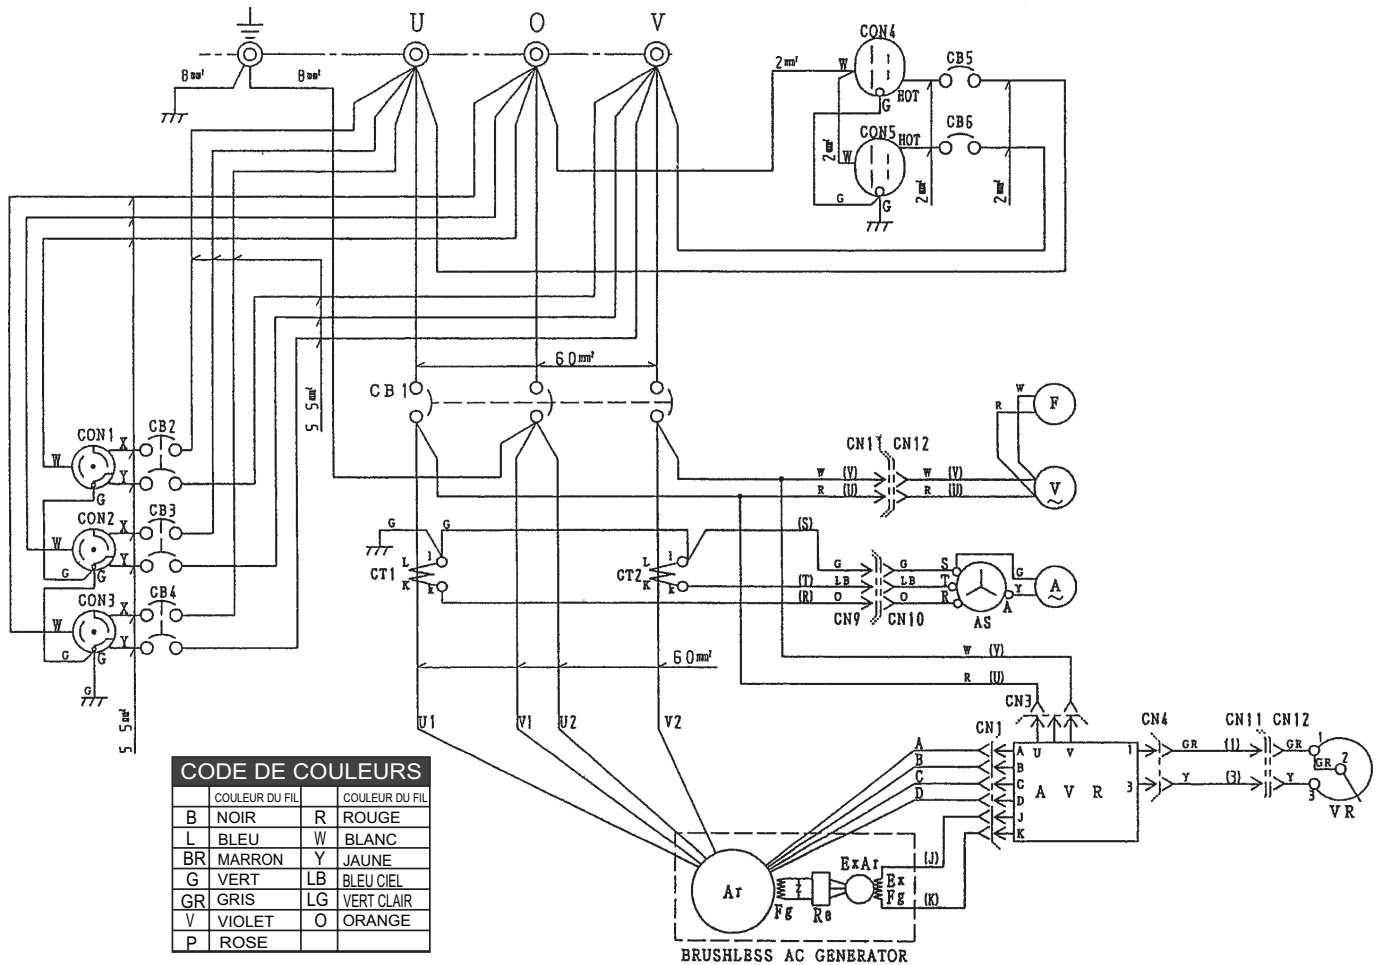 U O V
8mm² 8mm²
2mm² W CON4 CB5
HOT
G
2mm² W CON5 HOT CB6
G G
2mm² 2mm²
60mm²
CB1
5.5mm²
CON1 X CB2
W Y
G
CON2 X CB3
W Y
G G
CON3 X CB4
W Y
G G
G
5.5mm²
W F
R
CN11 CN12
W (V) W (V) V
R (U) R (U) ~
G G (S)
L l L l
CT1 CT2
K k K k
G G S G
(T) LB LB T A
(R) O O R Y ~
CN9 CN10 AS A
60mm²
W (V)
R (U)
U1 V1 U2 V2
CN3
CN1 CN4 CN11 CN12
A A U V 1 GR (1) GR 1
B B GR 2
C C AVR 3 Y (3) Y 3
D D VR
J
K
(J)
(K)
Ar Fg Re ExAr Ex Fg
BRUSHLESS AC GENERATOR
CODE DE COULEURS
COULEUR DU FIL COULEUR DU FIL
B NOIR R ROUGE
L BLEU W BLANC
BR MARRON Y JAUNE
G VERT LB BLEU CIEL
GR GRIS LG VERT CLAIR
V VIOLET O ORANGE
P ROSE